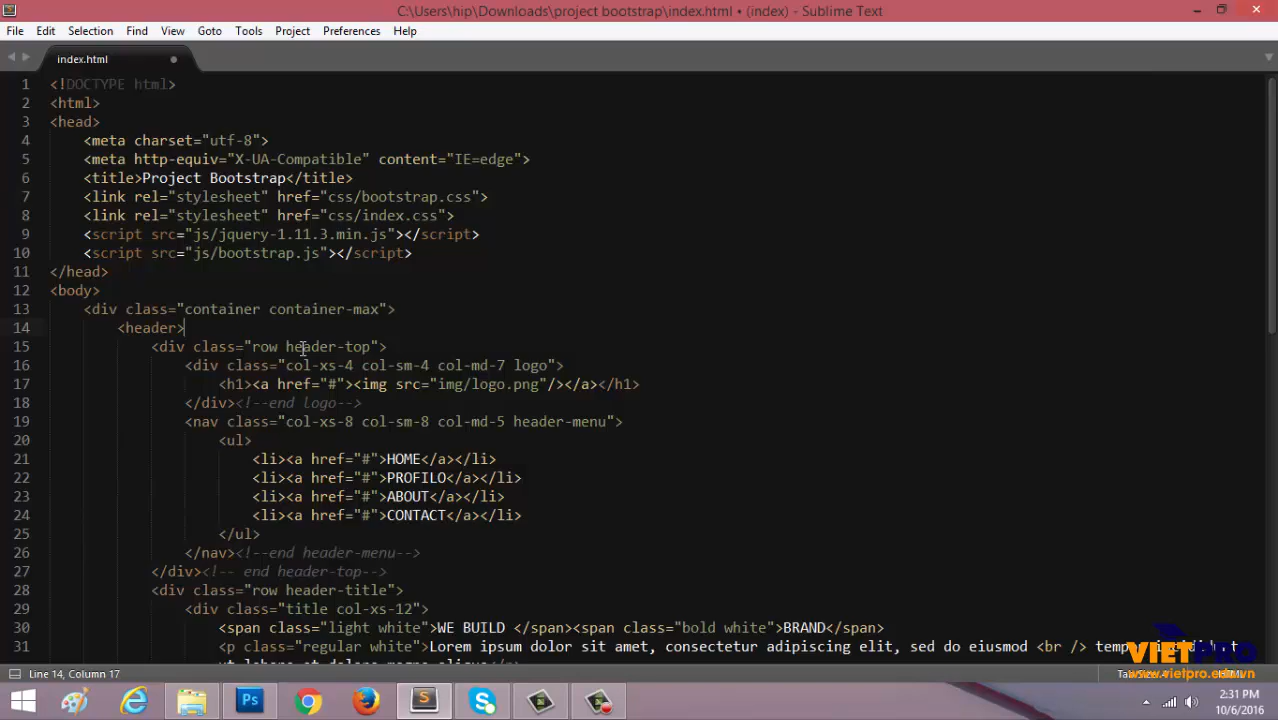 C:\Users\hip\Downloads\project bootstrap\index.html • (index) - Sublime Text
File Edit Selection Find View Goto Tools Project Preferences Help
index.html
1 <!DOCTYPE html>
2 <html>
3 <head>
4 <meta charset="utf-8">
5 <meta http-equiv="X-UA-Compatible" content="IE=edge">
6 <title>Project Bootstrap</title>
7 <link rel="stylesheet" href="css/bootstrap.css">
8 <link rel="stylesheet" href="css/index.css">
9 <script src="js/jquery-1.11.3.min.js"></script>
10 <script src="js/bootstrap.js"></script>
11 </head>
12 <body>
13 <div class="container container-max">
14 <header>
15 <div class="row header-top">
16 <div class="col-xs-4 col-sm-4 col-md-7 logo">
17 <h1><a href="#"><img src="img/logo.png"/></a></h1>
18 </div><!--end logo-->
19 <nav class="col-xs-8 col-sm-8 col-md-5 header-menu">
20 <ul>
21 <li><a href="#">HOME</a></li>
22 <li><a href="#">PROFILO</a></li>
23 <li><a href="#">ABOUT</a></li>
24 <li><a href="#">CONTACT</a></li>
25 </ul>
26 </nav><!--end header-menu-->
27 </div><!-- end header-top-->
28 <div class="row header-title">
29 <div class="title col-xs-12">
30 <span class="light white">WE BUILD </span><span class="bold white">BRAND</span>
31 <p class="regular white">Lorem ipsum dolor sit amet, consectetur adipiscing elit, sed do eiusmod <br />
VIETPRO
www.vietpro.edu.vn
Line 14, Column 17
2:31 PM
10/6/2016